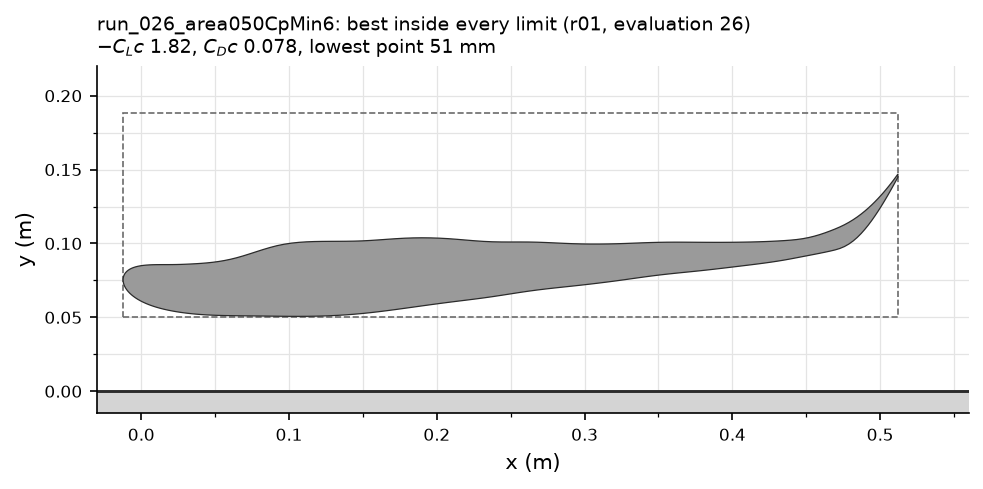 run_026_area050CpMin6: best inside every limit (r01, evaluation 26)
−C_Lc 1.82, C_Dc 0.078, lowest point 51 mm
0.20
0.15
0.10
0.05
0.00
y (m)
0.0 0.1 0.2 0.3 0.4 0.5
x (m)